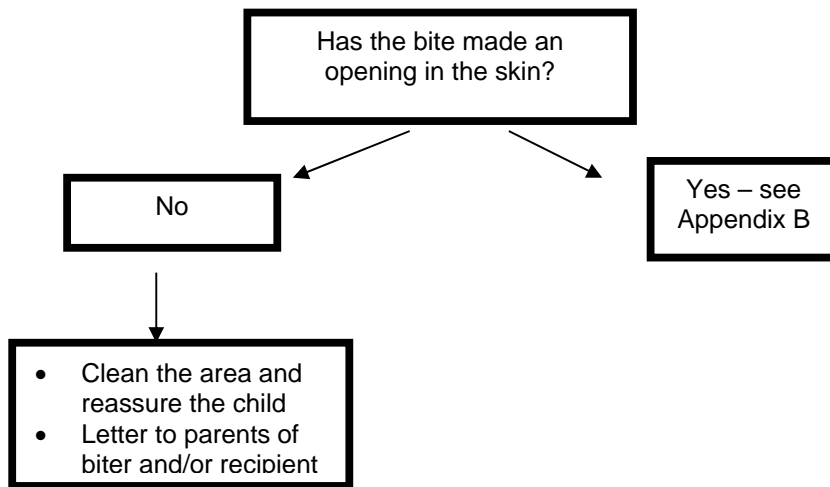 Has the bite made an
opening in the skin?
No
Yes – see
Appendix B
• Clean the area and
reassure the child
• Letter to parents of
biter and/or recipient